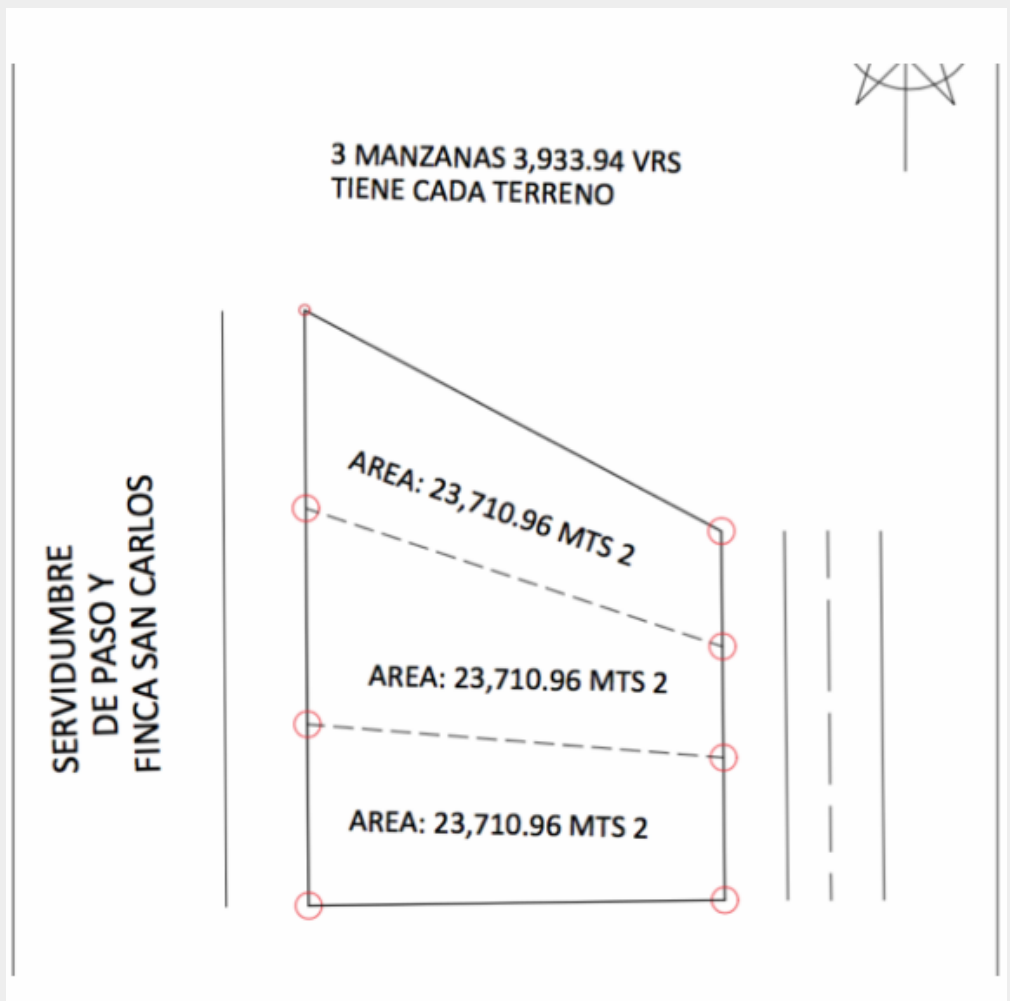 3 MANZANAS 3,933.94 VRS
TIENE CADA TERRENO
AREA: 23,710.96 MTS 2
AREA: 23,710.96 MTS 2
AREA: 23,710.96 MTS 2
SERVIDUMBRE
DE PASO Y
FINCA SAN CARLOS